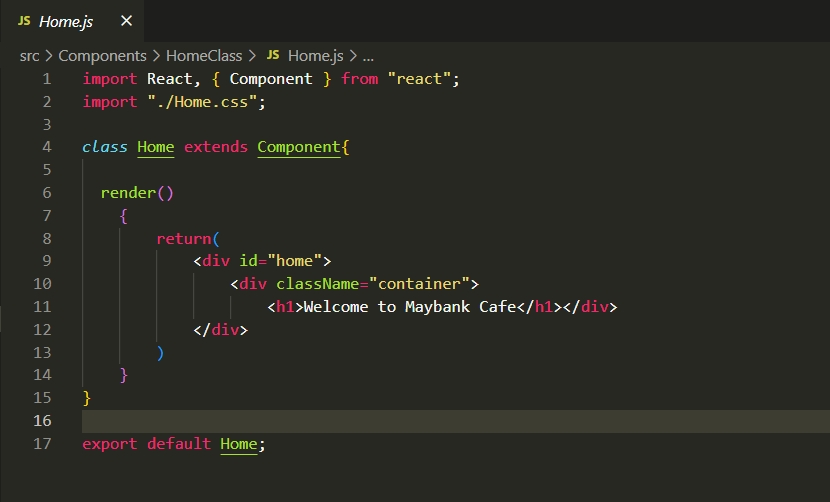 JS Home.js ×
src > Components > HomeClass > JS Home.js > ...
1 import React, { Component } from "react";
2 import "./Home.css";
3
4 class Home extends Component{
5
6   render()
7     {
8         return(
9             <div id="home">
10                 <div className="container">
11                     <h1>Welcome to Maybank Cafe</h1></div>
12             </div>
13         )
14     }
15 }
16
17 export default Home;